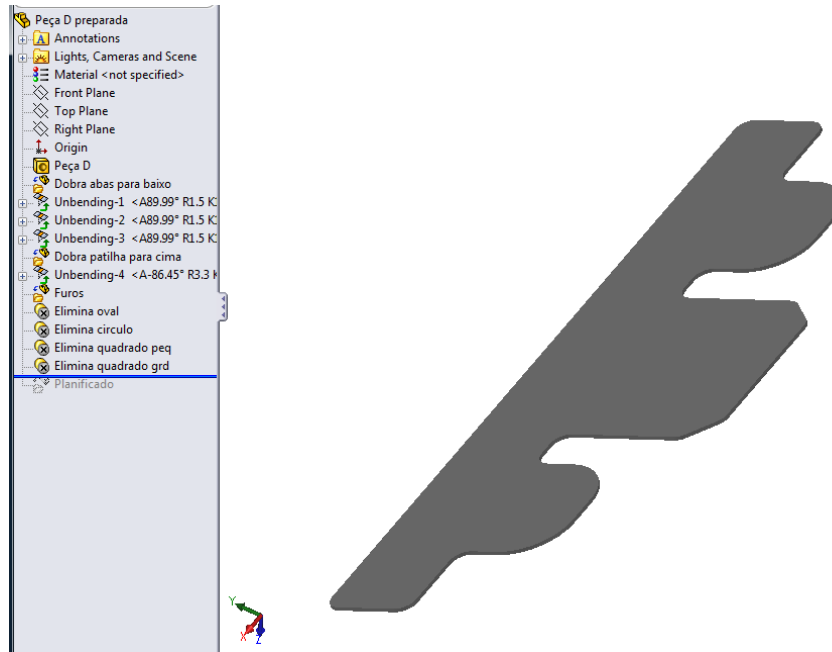 Peça D preparada
Annotations
Lights, Cameras and Scene
Material <not specified>
Front Plane
Top Plane
Right Plane
Origin
Peça D
Dobra abas para baixo
Unbending-1 <A89.99° R1.5 K
Unbending-2 <A89.99° R1.5 K
Unbending-3 <A89.99° R1.5 K
Dobra patilha para cima
Unbending-4 <A-86.45° R3.3 K
Furos
Elimina oval
Elimina circulo
Elimina quadrado peq
Elimina quadrado grd
Planificado
Y
X
Z